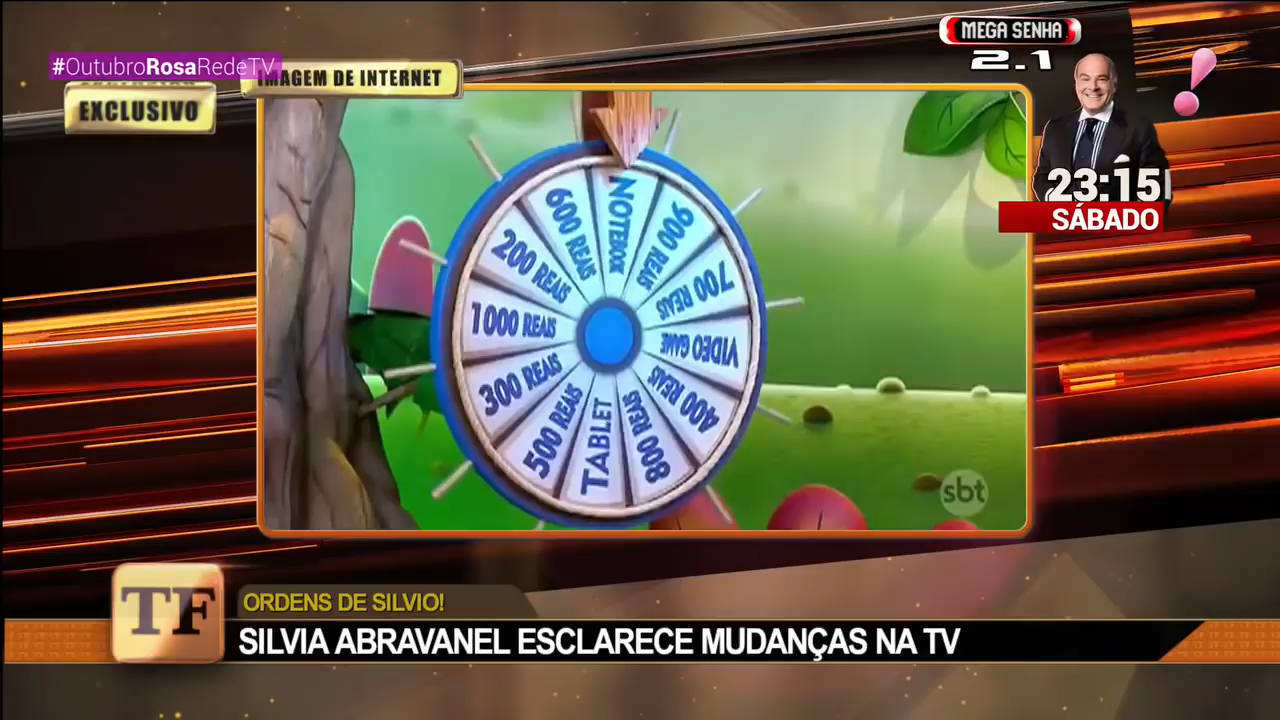 MEGA SENHA
2.1
#OutubroRosaRedeTV
IMAGEM DE INTERNET
EXCLUSIVO
23:15
SÁBADO
NOTEBOOK
900 REAIS
700 REAIS
VIDEO GAME
400 REAIS
800 REAIS
TABLET
500 REAIS
300 REAIS
1000 REAIS
200 REAIS
600 REAIS
sbt
TF
ORDENS DE SILVIO!
SILVIA ABRAVANEL ESCLARECE MUDANÇAS NA TV